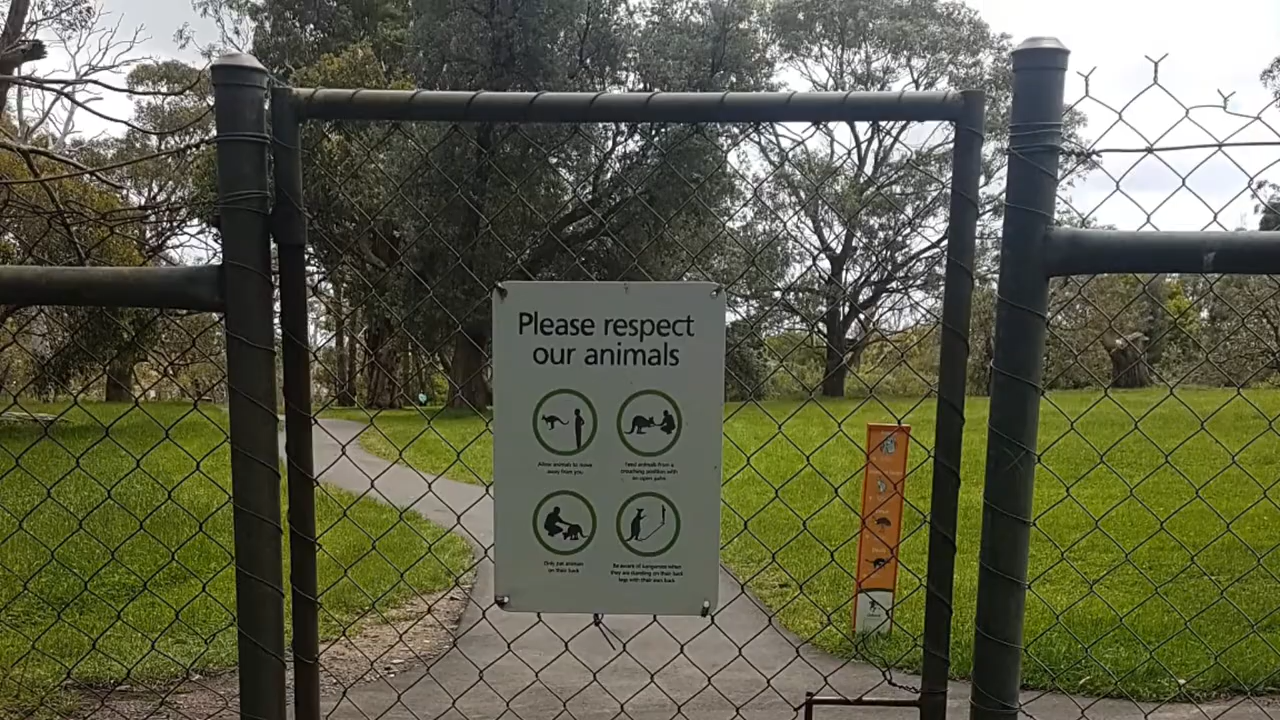 Please respect
our animals
Allow animals to move
away from you
Feed animals from a
crouching position with
an open palm
Only pat animals
on their back
Be aware of kangaroos when
they are standing on their back
legs with their